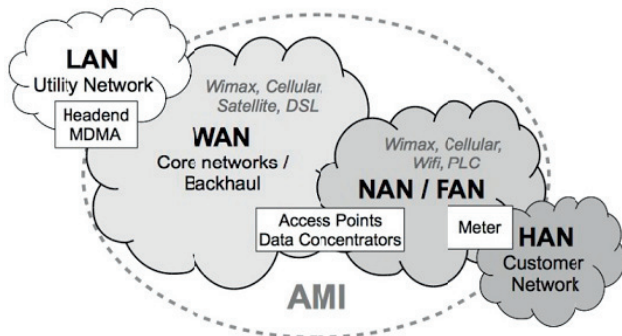 LAN
Utility Network
Headend
MDMA
Wimax, Cellular,
Satellite, DSL
WAN
Core networks /
Backhaul
Wimax, Cellular,
Wifi, PLC
NAN / FAN
Access Points
Data Concentrators
Meter
HAN
Customer
Network
AMI